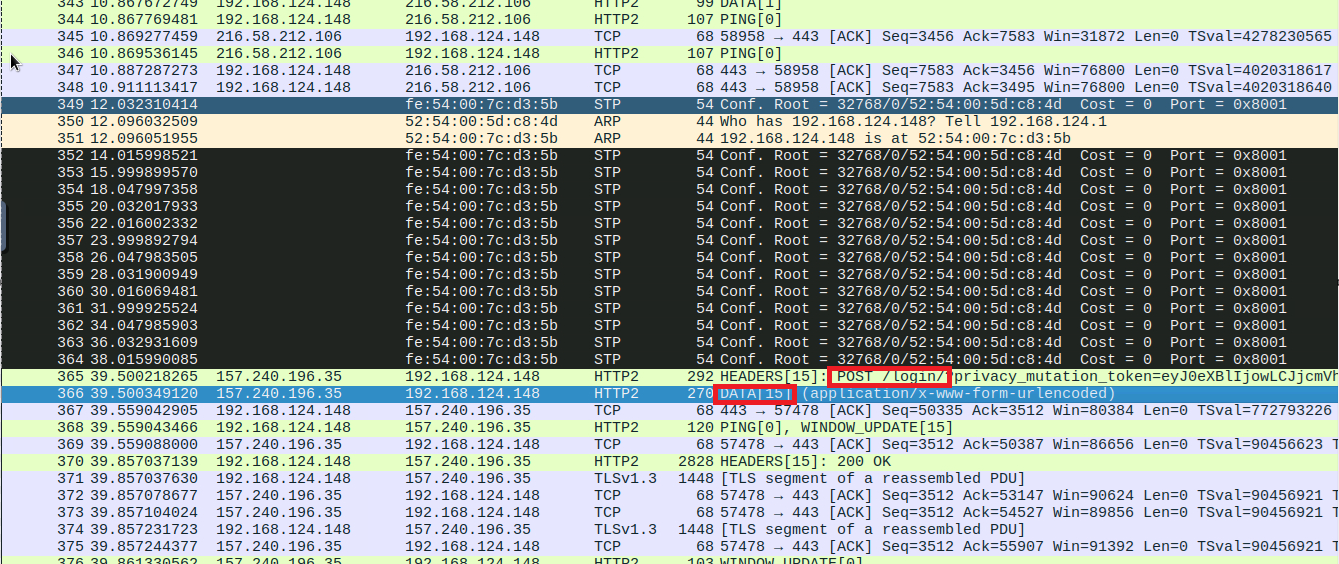 343 10.867672749 192.168.124.148 216.58.212.106 HTTP2 99 DATA[1]
344 10.867769481 192.168.124.148 216.58.212.106 HTTP2 107 PING[0]
345 10.869277459 216.58.212.106 192.168.124.148 TCP 68 58958 → 443 [ACK] Seq=3456 Ack=7583 Win=31872 Len=0 TSval=4278230565
346 10.869536145 216.58.212.106 192.168.124.148 HTTP2 107 PING[0]
347 10.887287273 192.168.124.148 216.58.212.106 TCP 68 443 → 58958 [ACK] Seq=7583 Ack=3456 Win=76800 Len=0 TSval=4020318617
348 10.911113417 192.168.124.148 216.58.212.106 TCP 68 443 → 58958 [ACK] Seq=7583 Ack=3495 Win=76800 Len=0 TSval=4020318640
349 12.032310414 fe:54:00:7c:d3:5b STP 54 Conf. Root = 32768/0/52:54:00:5d:c8:4d Cost = 0 Port = 0x8001
350 12.096032509 52:54:00:5d:c8:4d ARP 44 Who has 192.168.124.148? Tell 192.168.124.1
351 12.096051955 52:54:00:7c:d3:5b ARP 44 192.168.124.148 is at 52:54:00:7c:d3:5b
352 14.015998521 fe:54:00:7c:d3:5b STP 54 Conf. Root = 32768/0/52:54:00:5d:c8:4d Cost = 0 Port = 0x8001
353 15.999899570 fe:54:00:7c:d3:5b STP 54 Conf. Root = 32768/0/52:54:00:5d:c8:4d Cost = 0 Port = 0x8001
354 18.047997358 fe:54:00:7c:d3:5b STP 54 Conf. Root = 32768/0/52:54:00:5d:c8:4d Cost = 0 Port = 0x8001
355 20.032017933 fe:54:00:7c:d3:5b STP 54 Conf. Root = 32768/0/52:54:00:5d:c8:4d Cost = 0 Port = 0x8001
356 22.016002332 fe:54:00:7c:d3:5b STP 54 Conf. Root = 32768/0/52:54:00:5d:c8:4d Cost = 0 Port = 0x8001
357 23.999892794 fe:54:00:7c:d3:5b STP 54 Conf. Root = 32768/0/52:54:00:5d:c8:4d Cost = 0 Port = 0x8001
358 26.047983505 fe:54:00:7c:d3:5b STP 54 Conf. Root = 32768/0/52:54:00:5d:c8:4d Cost = 0 Port = 0x8001
359 28.031900949 fe:54:00:7c:d3:5b STP 54 Conf. Root = 32768/0/52:54:00:5d:c8:4d Cost = 0 Port = 0x8001
360 30.016069481 fe:54:00:7c:d3:5b STP 54 Conf. Root = 32768/0/52:54:00:5d:c8:4d Cost = 0 Port = 0x8001
361 31.999925524 fe:54:00:7c:d3:5b STP 54 Conf. Root = 32768/0/52:54:00:5d:c8:4d Cost = 0 Port = 0x8001
362 34.047985903 fe:54:00:7c:d3:5b STP 54 Conf. Root = 32768/0/52:54:00:5d:c8:4d Cost = 0 Port = 0x8001
363 36.032931609 fe:54:00:7c:d3:5b STP 54 Conf. Root = 32768/0/52:54:00:5d:c8:4d Cost = 0 Port = 0x8001
364 38.015990085 fe:54:00:7c:d3:5b STP 54 Conf. Root = 32768/0/52:54:00:5d:c8:4d Cost = 0 Port = 0x8001
365 39.500218265 157.240.196.35 192.168.124.148 HTTP2 292 HEADERS[15]: POST /login/?privacy_mutation_token=eyJ0eXBlIjowLCJjcmVh
366 39.500349120 157.240.196.35 192.168.124.148 HTTP2 270 DATA[15] (application/x-www-form-urlencoded)
367 39.559042905 192.168.124.148 157.240.196.35 TCP 68 443 → 57478 [ACK] Seq=50335 Ack=3512 Win=80384 Len=0 TSval=772793226
368 39.559043466 192.168.124.148 157.240.196.35 HTTP2 120 PING[0], WINDOW_UPDATE[15]
369 39.559088000 157.240.196.35 192.168.124.148 TCP 68 57478 → 443 [ACK] Seq=3512 Ack=50387 Win=86656 Len=0 TSval=90456623 T
370 39.857037139 192.168.124.148 157.240.196.35 HTTP2 2828 HEADERS[15]: 200 OK
371 39.857037630 192.168.124.148 157.240.196.35 TLSv1.3 1448 [TLS segment of a reassembled PDU]
372 39.857078677 157.240.196.35 192.168.124.148 TCP 68 57478 → 443 [ACK] Seq=3512 Ack=53147 Win=90624 Len=0 TSval=90456921 T
373 39.857104024 157.240.196.35 192.168.124.148 TCP 68 57478 → 443 [ACK] Seq=3512 Ack=54527 Win=89856 Len=0 TSval=90456921 T
374 39.857231723 192.168.124.148 157.240.196.35 TLSv1.3 1448 [TLS segment of a reassembled PDU]
375 39.857244377 157.240.196.35 192.168.124.148 TCP 68 57478 → 443 [ACK] Seq=3512 Ack=55907 Win=91392 Len=0 TSval=90456921 T
376 39.861330562 157.240.196.35 192.168.124.148 HTTP2 103 WINDOW_UPDATE[0]